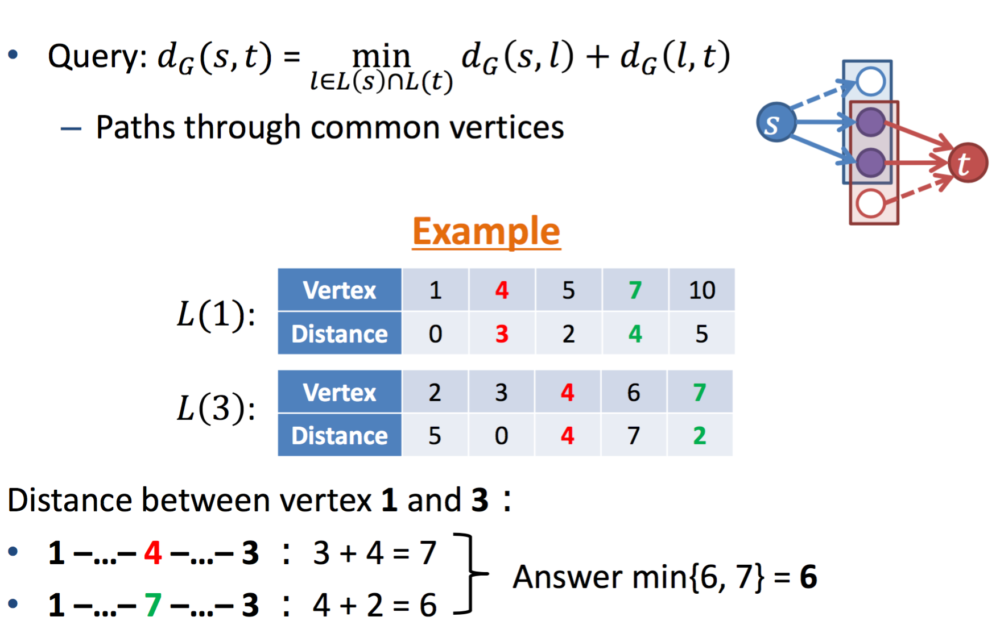 • Query: d_G(s, t) = min_{l∈L(s)∩L(t)} d_G(s, l) + d_G(l, t)
– Paths through common vertices
s
t
Example
L(1):
Vertex 1 4 5 7 10
Distance 0 3 2 4 5
L(3):
Vertex 2 3 4 6 7
Distance 5 0 4 7 2
Distance between vertex 1 and 3 :
• 1 –...– 4 –...– 3 : 3 + 4 = 7
• 1 –...– 7 –...– 3 : 4 + 2 = 6
Answer min{6, 7} = 6